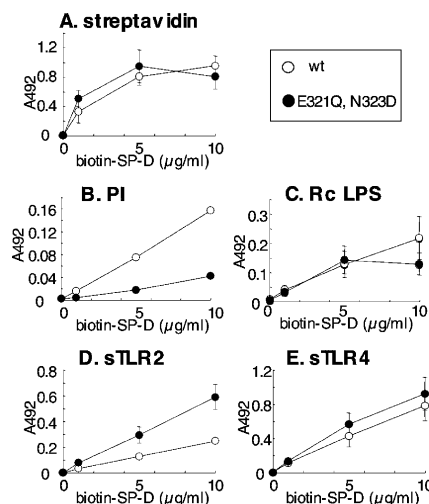 A. streptavidin
1.2
0.8
0.4
0
A492
0 5 10
biotin-SP-D (µg/ml)
wt
E321Q, N323D
B. PI
0.16
0.12
0.08
0.04
0
A492
0 5 10
biotin-SP-D (µg/ml)
C. Rc LPS
0.3
0.2
0.1
0
A492
0 5 10
biotin-SP-D (µg/ml)
D. sTLR2
0.8
0.6
0.4
0.2
0
A492
0 5 10
biotin-SP-D (µg/ml)
E. sTLR4
1.2
0.8
0.4
0
A492
0 5 10
biotin-SP-D (µg/ml)